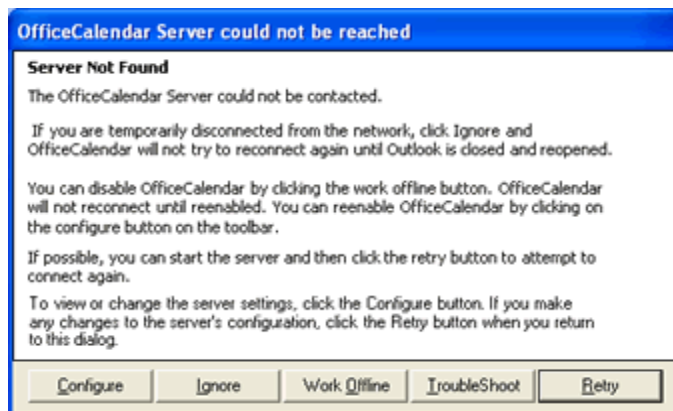 OfficeCalendar Server could not be reached
Server Not Found
The OfficeCalendar Server could not be contacted.
If you are temporarily disconnected from the network, click Ignore and
OfficeCalendar will not try to reconnect again until Outlook is closed and reopened.
You can disable OfficeCalendar by clicking the work offline button. OfficeCalendar
will not reconnect until reenabled. You can reenable OfficeCalendar by clicking on
the configure button on the toolbar.
If possible, you can start the server and then click the retry button to attempt to
connect again.
To view or change the server settings, click the Configure button. If you make
any changes to the server's configuration, click the Retry button when you return
to this dialog.
Configure Ignore Work Offline TroubleShoot Retry